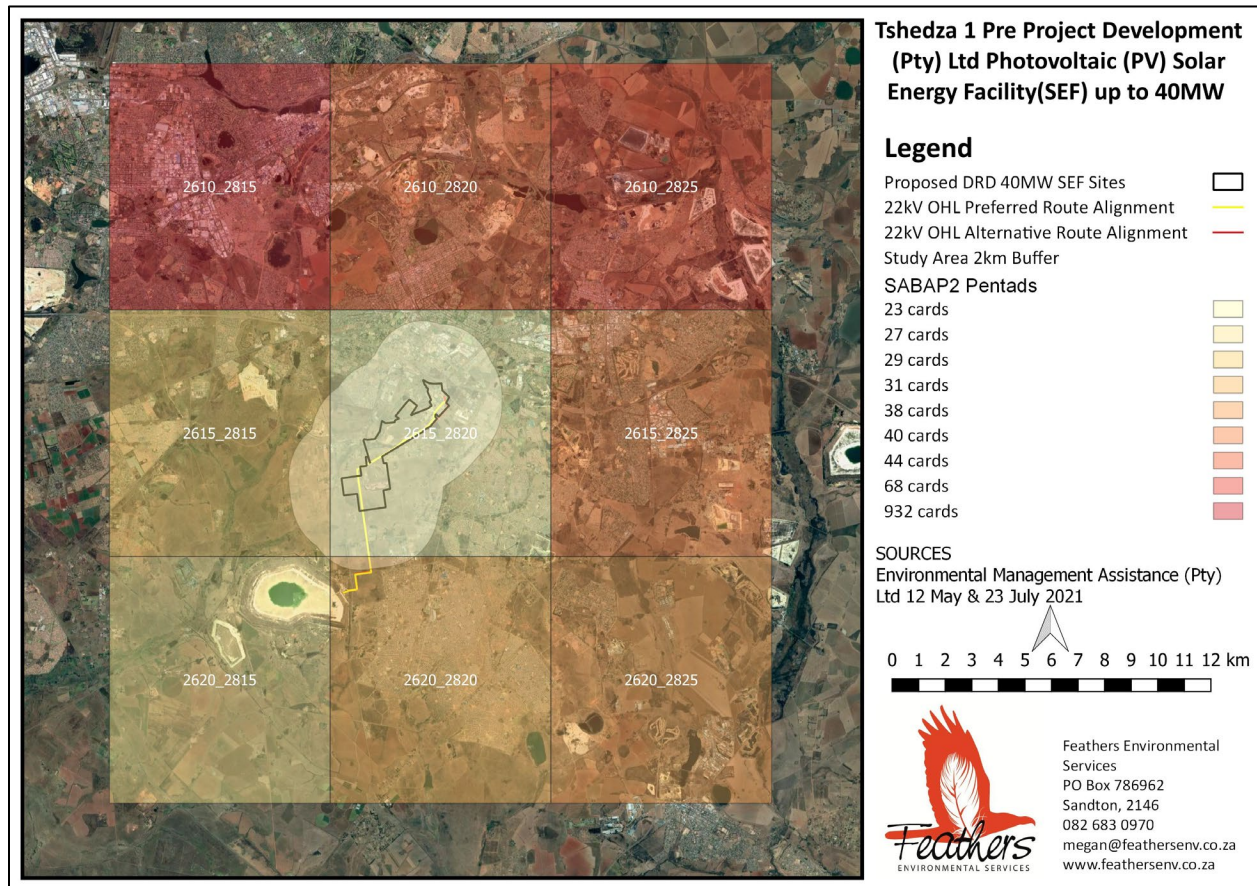 Tshedza 1 Pre Project Development
(Pty) Ltd Photovoltaic (PV) Solar
Energy Facility(SEF) up to 40MW
Legend
Proposed DRD 40MW SEF Sites
22kV OHL Preferred Route Alignment
22kV OHL Alternative Route Alignment
Study Area 2km Buffer
SABAP2 Pentads
23 cards
27 cards
29 cards
31 cards
38 cards
40 cards
44 cards
68 cards
932 cards
SOURCES
Environmental Management Assistance (Pty)
Ltd 12 May & 23 July 2021
0 1 2 3 4 5 6 7 8 9 10 11 12 km
Feathers
ENVIRONMENTAL SERVICES
Feathers Environmental
Services
PO Box 786962
Sandton, 2146
082 683 0970
megan@feathersenv.co.za
www.feathersenv.co.za
2610_2815 2610_2820 2610_2825
2615_2815 2615_2820 2615_2825
2620_2815 2620_2820 2620_2825